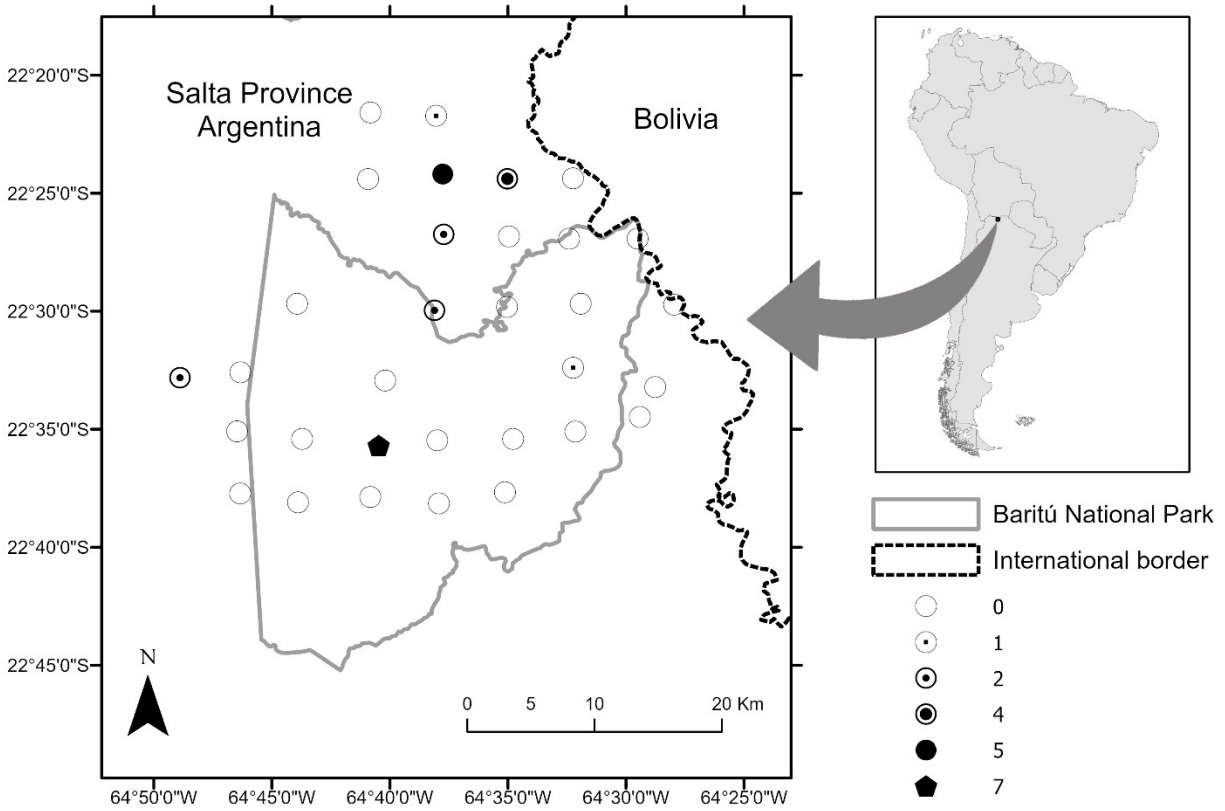 22°20'0"S
22°25'0"S
22°30'0"S
22°35'0"S
22°40'0"S
22°45'0"S
Salta Province
Argentina
Bolivia
N
0 5 10 20 Km
64°50'0"W 64°45'0"W 64°40'0"W 64°35'0"W 64°30'0"W 64°25'0"W
Baritú National Park
International border
0
1
2
4
5
7